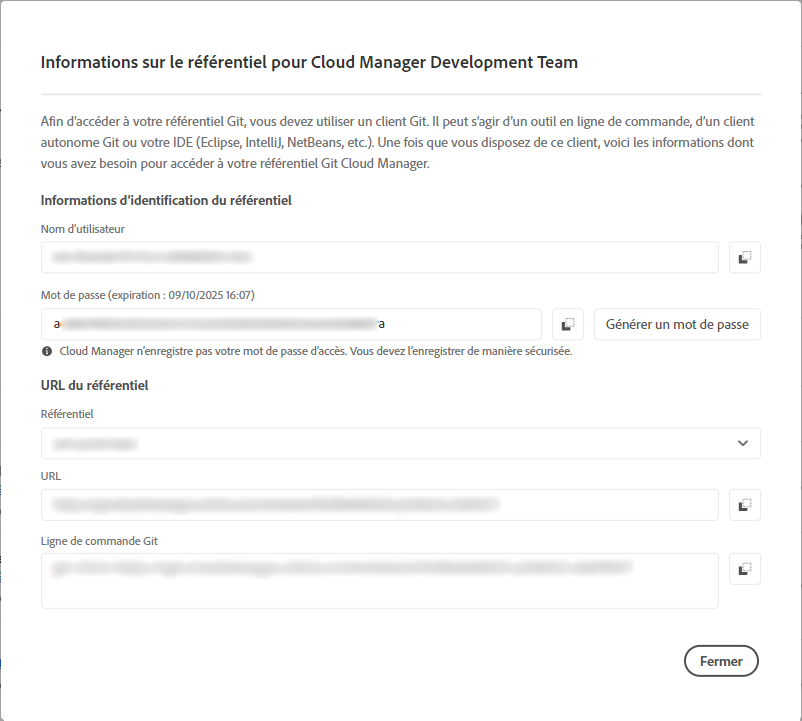 Informations sur le référentiel pour Cloud Manager Development Team
Afin d’accéder à votre référentiel Git, vous devez utiliser un client Git. Il peut s’agir d’un outil en ligne de commande, d’un client
autonome Git ou votre IDE (Eclipse, IntelliJ, NetBeans, etc.). Une fois que vous disposez de ce client, voici les informations dont
vous avez besoin pour accéder à votre référentiel Git Cloud Manager.
Informations d’identification du référentiel
Nom d’utilisateur
Mot de passe (expiration : 09/10/2025 16:07)
Générer un mot de passe
Cloud Manager n’enregistre pas votre mot de passe d’accès. Vous devez l’enregistrer de manière sécurisée.
URL du référentiel
Référentiel
URL
Ligne de commande Git
Fermer